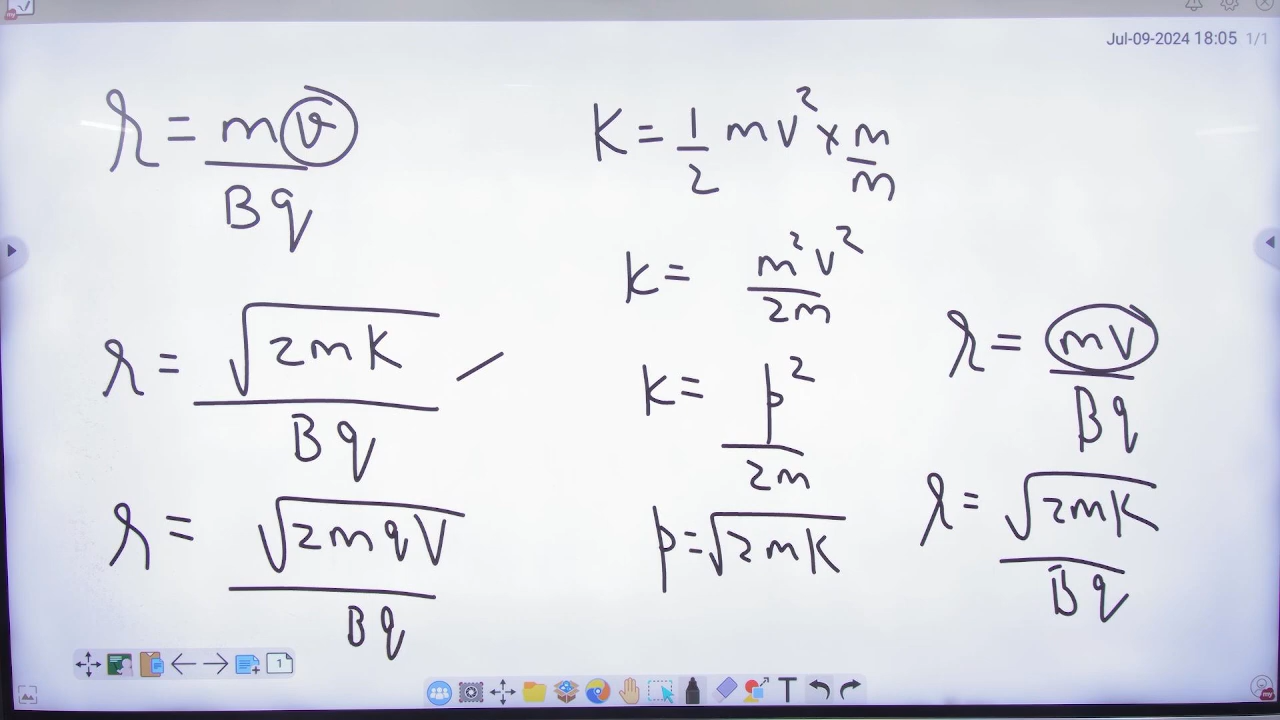 Jul-09-2024 18:05 1/1
r = mv / Bq
r = √2mK / Bq
r = √2mqV / Bq
K = 1/2 mv² × m/m
K = m²v² / 2m
K = p² / 2m
p = √2mK
r = mv / Bq
r = √2mK / Bq
1
T